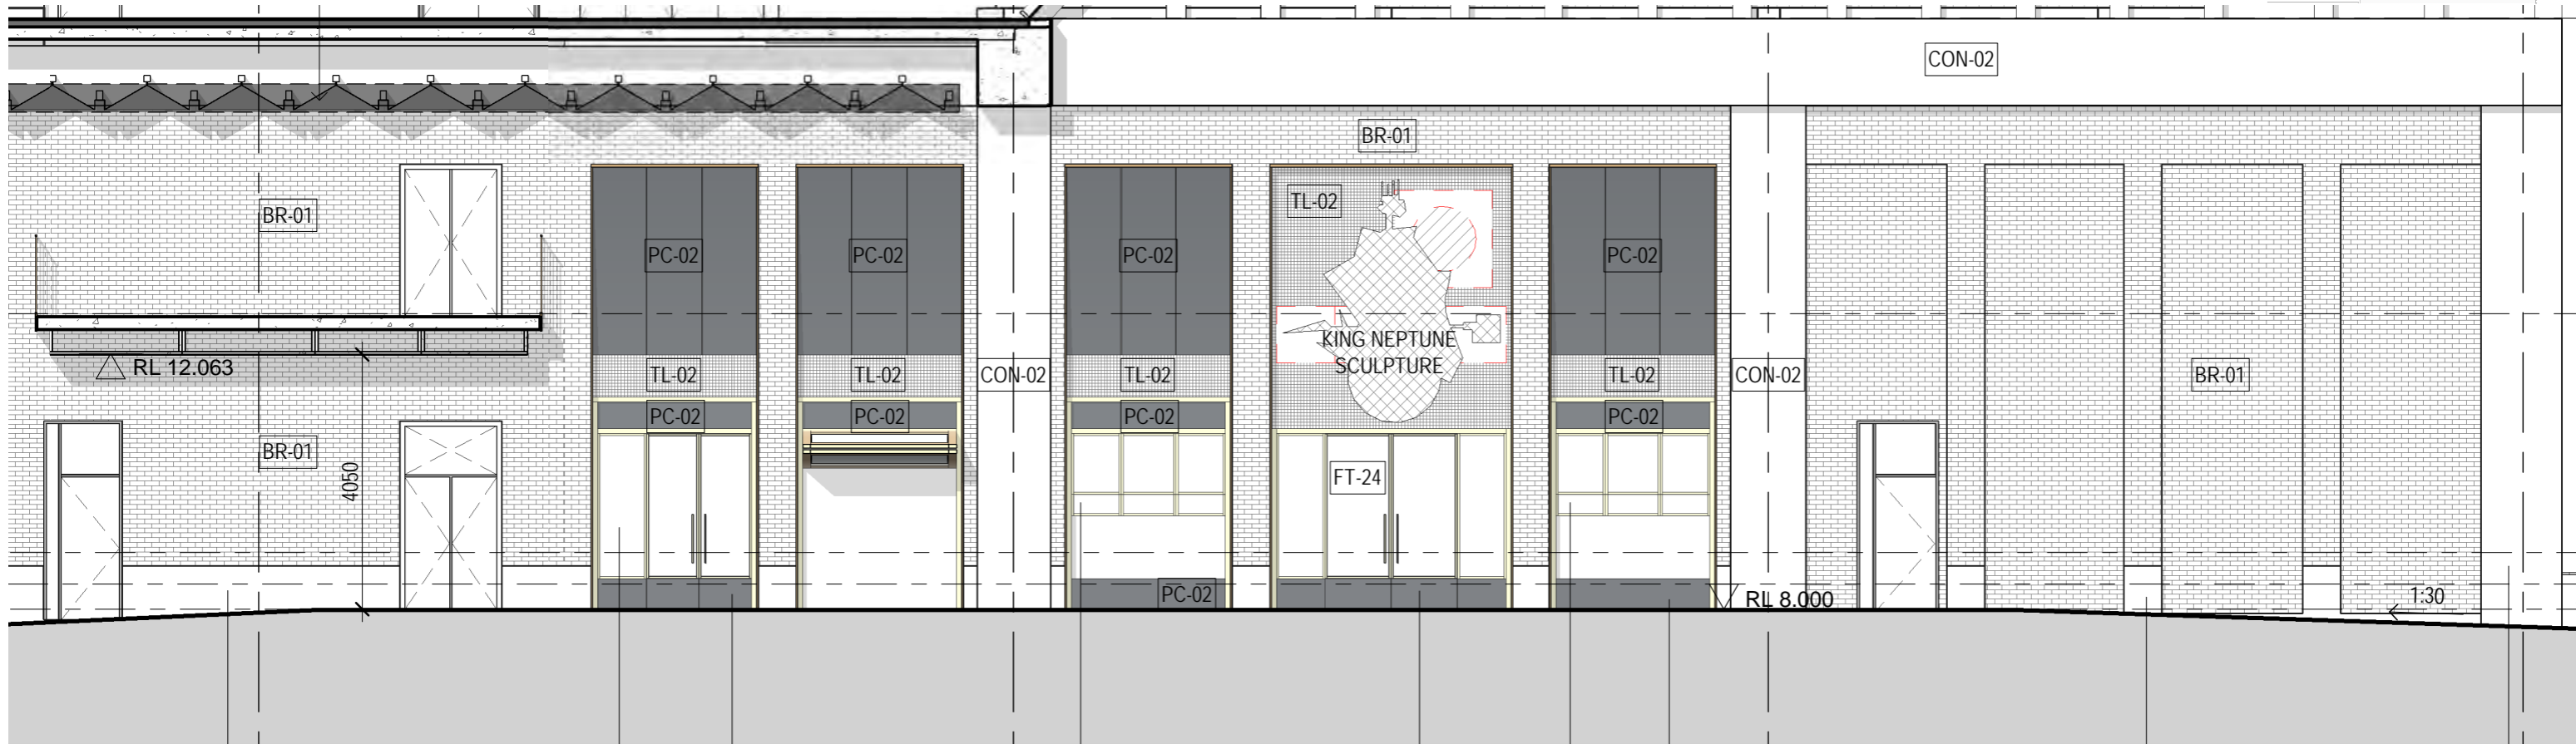 CON-02
BR-01
TL-02
BR-01
PC-02
PC-02
PC-02
PC-02
KING NEPTUNE
SCULPTURE
RL 12.063
TL-02
TL-02
CON-02
TL-02
TL-02
CON-02
BR-01
PC-02
PC-02
PC-02
PC-02
BR-01
4050
FT-24
PC-02
RL 8.000
1:30